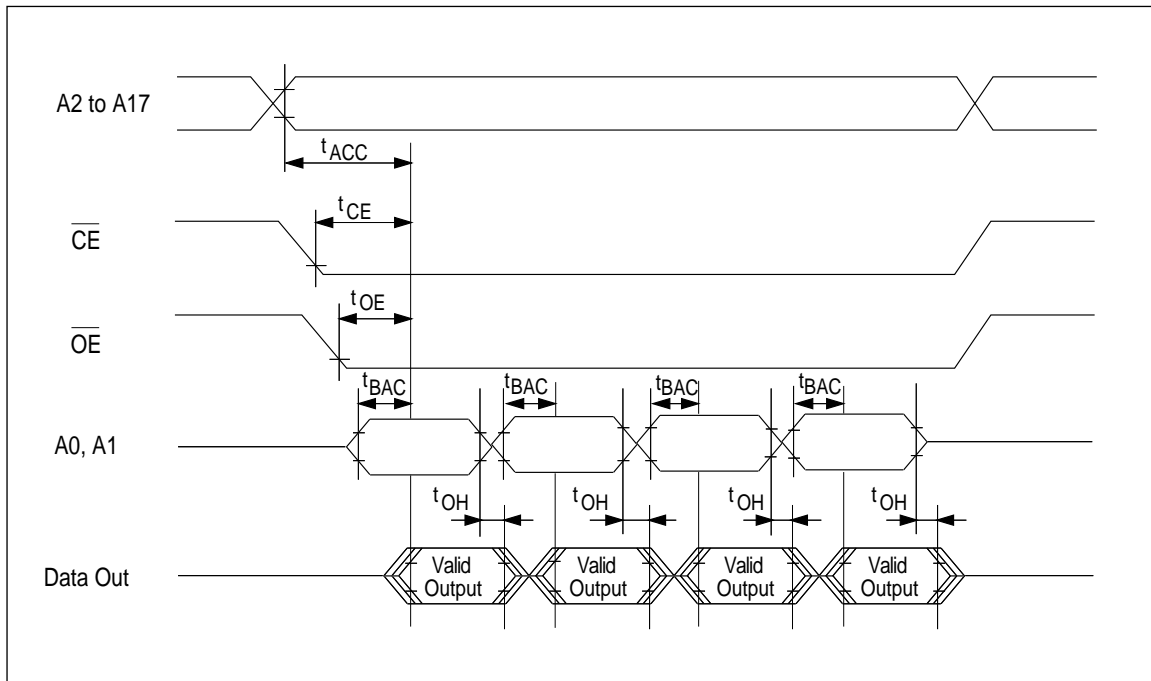 A2 to A17
tACC
CE
tCE
OE
tOE
tBAC
tBAC
tBAC
tBAC
A0, A1
tOH
tOH
tOH
tOH
Data Out
Valid
Output
Valid
Output
Valid
Output
Valid
Output